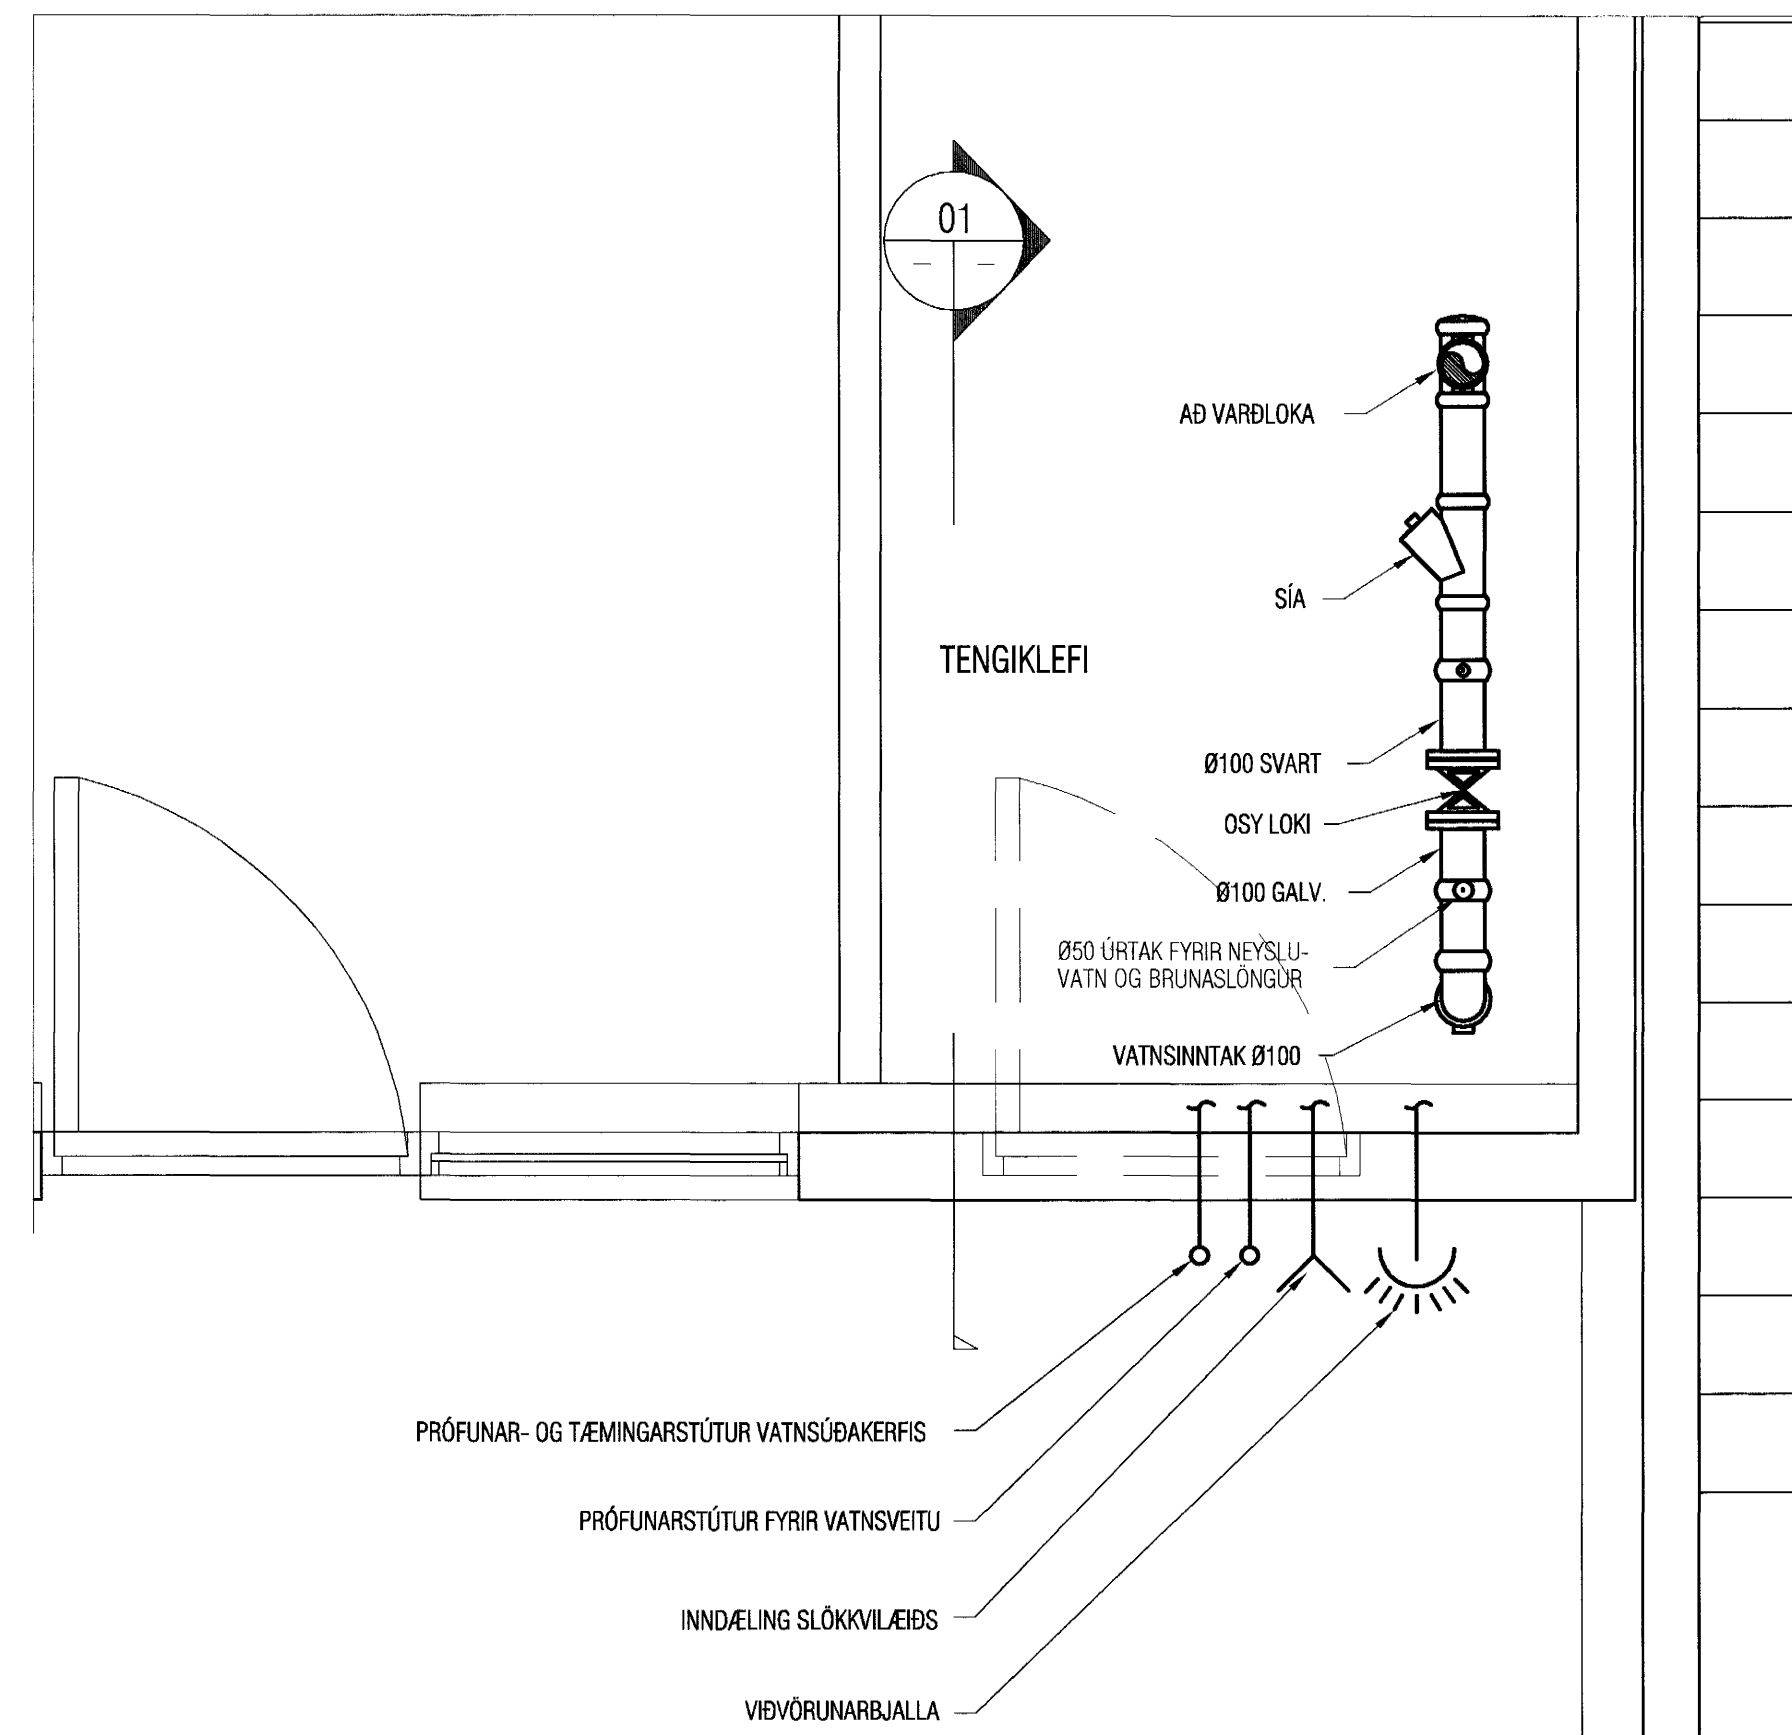 01
AÐ VARÐLOKA
SÍA
TENGIKLEFI
Ø100 SVART
OSY LOKI
Ø100 GALV.
Ø50 ÚRTAK FYRIR NEYSLU-
VATN OG BRUNASLÖNGUR
VATNSINNTAK Ø100
PRÓFUNAR- OG TÆMINGARSTÚTUR VATNSÚÐAKERFIS
PRÓFUNARSTÚTUR FYRIR VATNSVEITU
INNDÆLING SLÖKKVILÆIÐS
VIÐVÖRUNARBJALLA